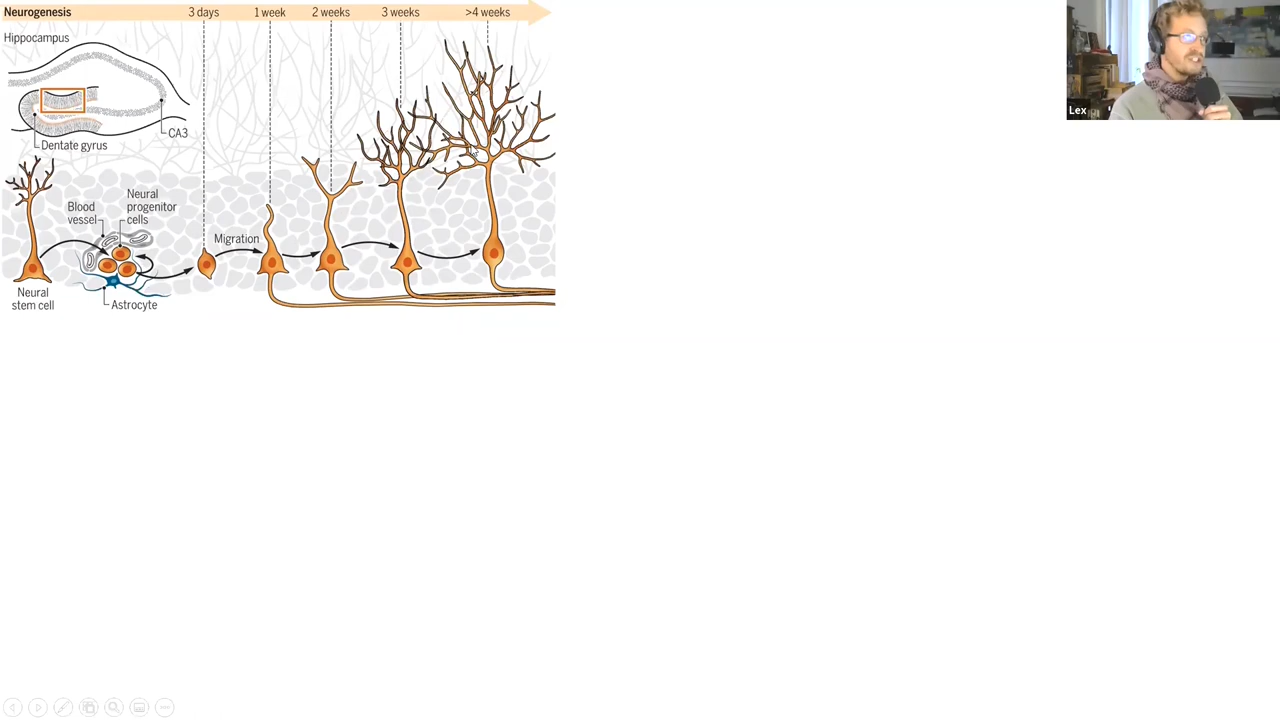 Neurogenesis
3 days
1 week
2 weeks
3 weeks
>4 weeks
Hippocampus
CA3
Dentate gyrus
Neural
progenitor
cells
Blood
vessel
Migration
Neural
stem cell
Astrocyte
Lex